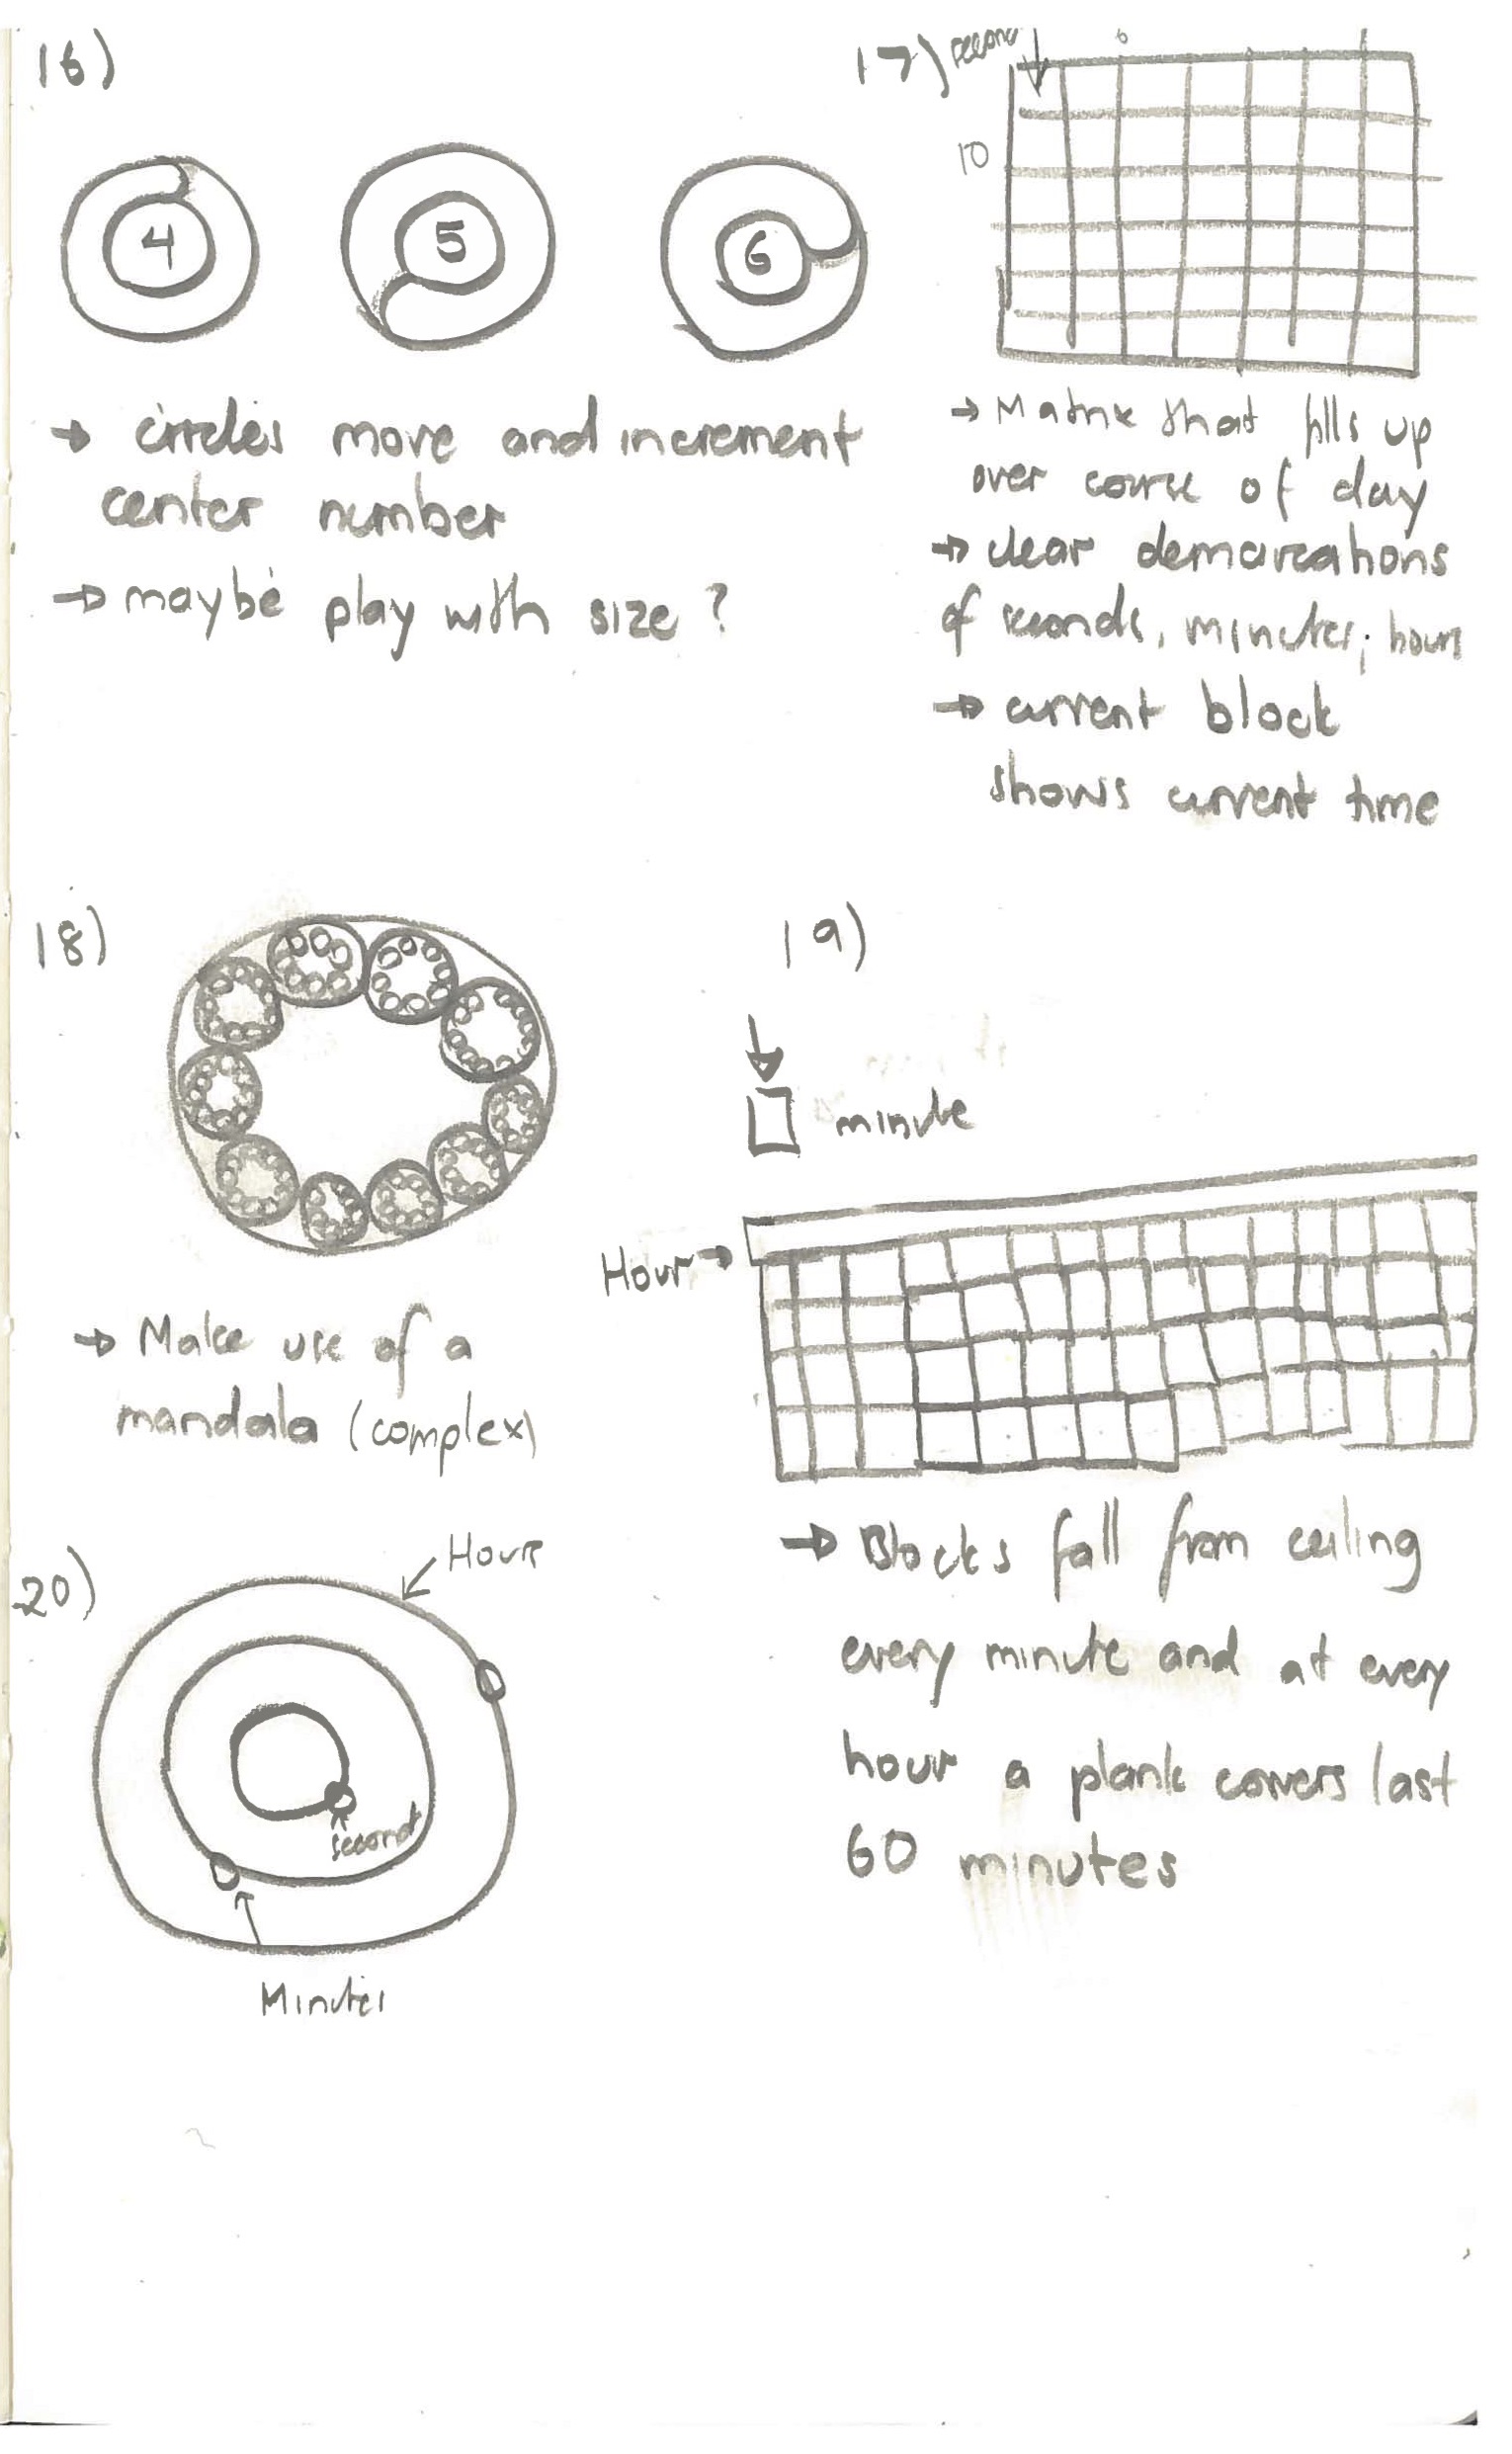 16)
4
5
6
→ circles move and increment
center number
→ maybe play with size ?
17) second
10
→ Matrix that fills up
over course of day
→ clear demarcations
of seconds, minutes, hours
→ current block
shows current time
18)
→ Make use of a
mandala (complex)
19)
minute
Hour →
→ Blocks fall from ceiling
every minute and at every
hour a plank covers last
60 minutes
20)
Hour
second
Minutes